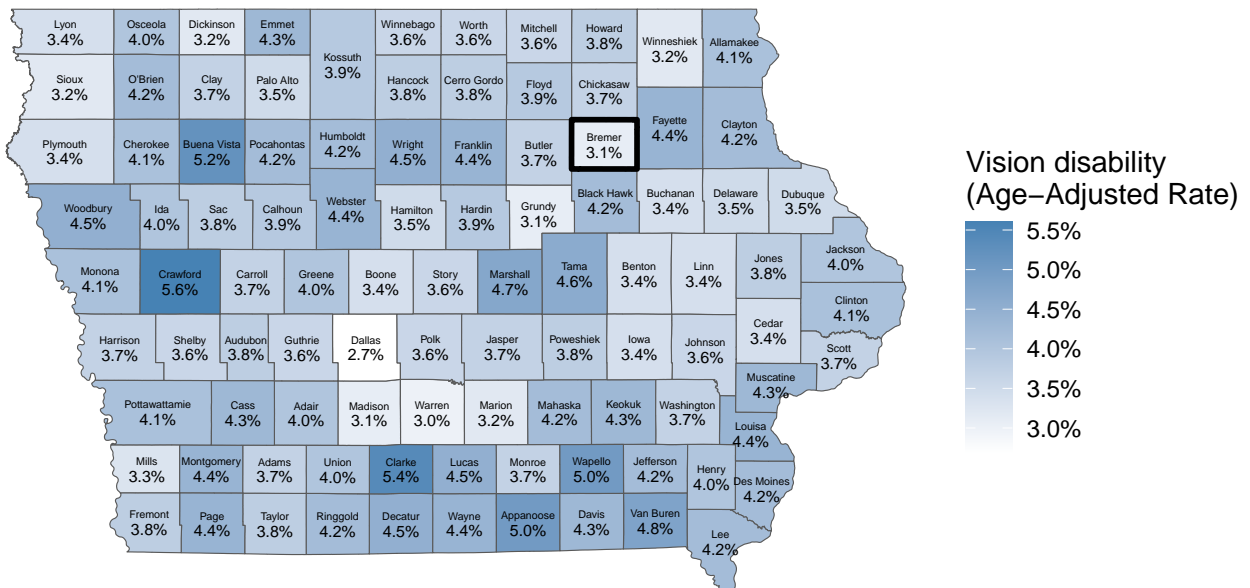 Lyon
3.4%
Osceola
4.0%
Dickinson
3.2%
Emmet
4.3%
Kossuth
3.9%
Winnebago
3.6%
Worth
3.6%
Mitchell
3.6%
Howard
3.8%
Winneshiek
3.2%
Allamakee
4.1%
Sioux
3.2%
O'Brien
4.2%
Clay
3.7%
Palo Alto
3.5%
Hancock
3.8%
Cerro Gordo
3.8%
Floyd
3.9%
Chickasaw
3.7%
Plymouth
3.4%
Cherokee
4.1%
Buena Vista
5.2%
Pocahontas
4.2%
Humboldt
4.2%
Wright
4.5%
Franklin
4.4%
Butler
3.7%
Bremer
3.1%
Fayette
4.4%
Clayton
4.2%
Woodbury
4.5%
Ida
4.0%
Sac
3.8%
Calhoun
3.9%
Webster
4.4%
Hamilton
3.5%
Hardin
3.9%
Grundy
3.1%
Black Hawk
4.2%
Buchanan
3.4%
Delaware
3.5%
Dubuque
3.5%
Monona
4.1%
Crawford
5.6%
Carroll
3.7%
Greene
4.0%
Boone
3.4%
Story
3.6%
Marshall
4.7%
Tama
4.6%
Benton
3.4%
Linn
3.4%
Jones
3.8%
Jackson
4.0%
Clinton
4.1%
Harrison
3.7%
Shelby
3.6%
Audubon
3.8%
Guthrie
3.6%
Dallas
2.7%
Polk
3.6%
Jasper
3.7%
Poweshiek
3.8%
Iowa
3.4%
Johnson
3.6%
Cedar
3.4%
Scott
3.7%
Muscatine
4.3%
Pottawattamie
4.1%
Cass
4.3%
Adair
4.0%
Madison
3.1%
Warren
3.0%
Marion
3.2%
Mahaska
4.2%
Keokuk
4.3%
Washington
3.7%
Louisa
4.4%
Mills
3.3%
Montgomery
4.4%
Adams
3.7%
Union
4.0%
Clarke
5.4%
Lucas
4.5%
Monroe
3.7%
Wapello
5.0%
Jefferson
4.2%
Henry
4.0%
Des Moines
4.2%
Fremont
3.8%
Page
4.4%
Taylor
3.8%
Ringgold
4.2%
Decatur
4.5%
Wayne
4.4%
Appanoose
5.0%
Davis
4.3%
Van Buren
4.8%
Lee
4.2%
Vision disability
(Age−Adjusted Rate)
5.5%
5.0%
4.5%
4.0%
3.5%
3.0%